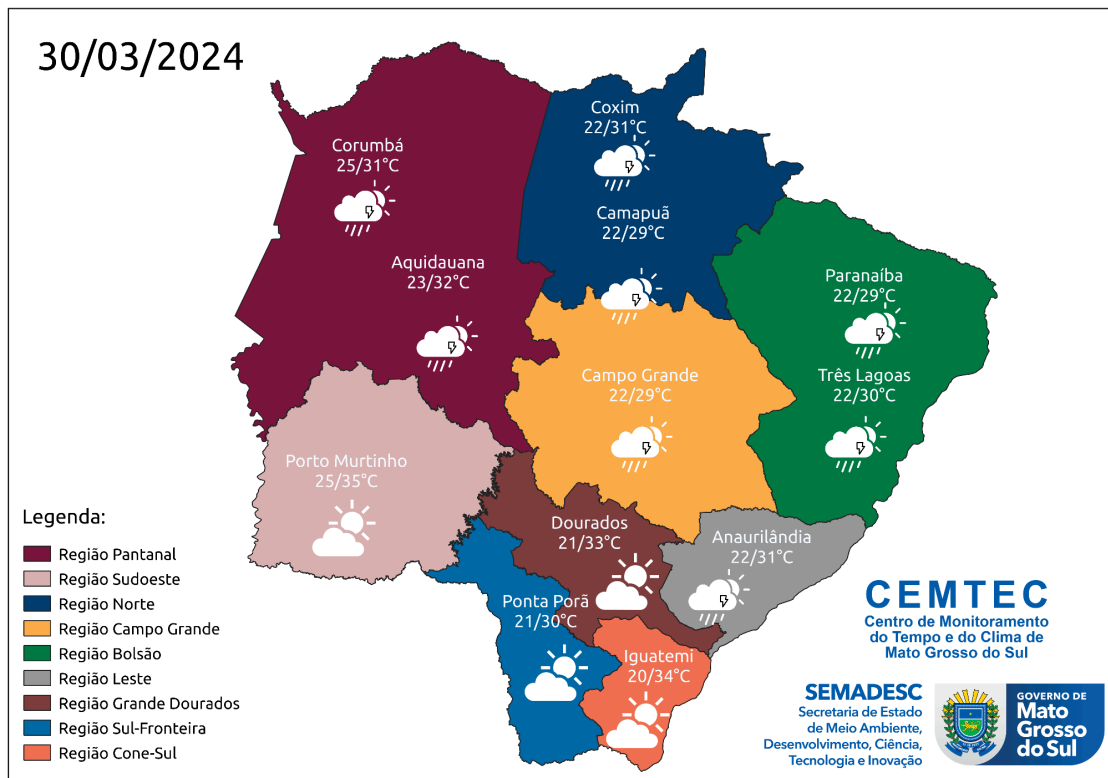 30/03/2024
Coxim
22/31°C
Corumbá
25/31°C
Camapuã
22/29°C
Aquidauana
23/32°C
Paranaíba
22/29°C
Campo Grande
22/29°C
Três Lagoas
22/30°C
Porto Murtinho
25/35°C
Dourados
21/33°C
Anaurilândia
22/31°C
Ponta Porã
21/30°C
Iguatemi
20/34°C
Legenda:
Região Pantanal
Região Sudoeste
Região Norte
Região Campo Grande
Região Bolsão
Região Leste
Região Grande Dourados
Região Sul-Fronteira
Região Cone-Sul
CEMTEC
Centro de Monitoramento
do Tempo e do Clima de
Mato Grosso do Sul
SEMADESC
Secretaria de Estado
de Meio Ambiente,
Desenvolvimento, Ciência,
Tecnologia e Inovação
GOVERNO DE
Mato
Grosso
do Sul